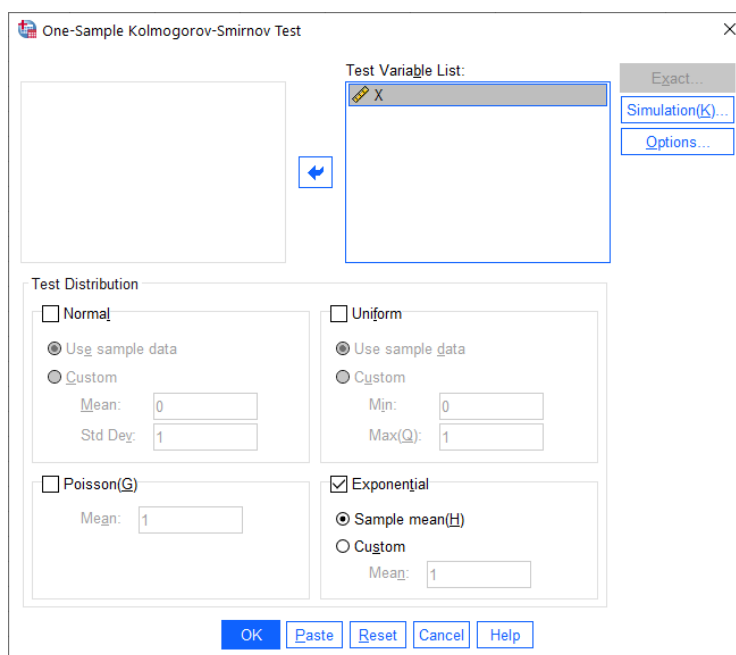 One-Sample Kolmogorov-Smirnov Test
Test Variable List:
X
Exact...
Simulation(K)...
Options...
Test Distribution
Normal
Use sample data
Custom
Mean: 0
Std Dev: 1
Uniform
Use sample data
Custom
Min: 0
Max(Q): 1
Poisson(G)
Mean: 1
Exponential
Sample mean(H)
Custom
Mean: 1
OK Paste Reset Cancel Help